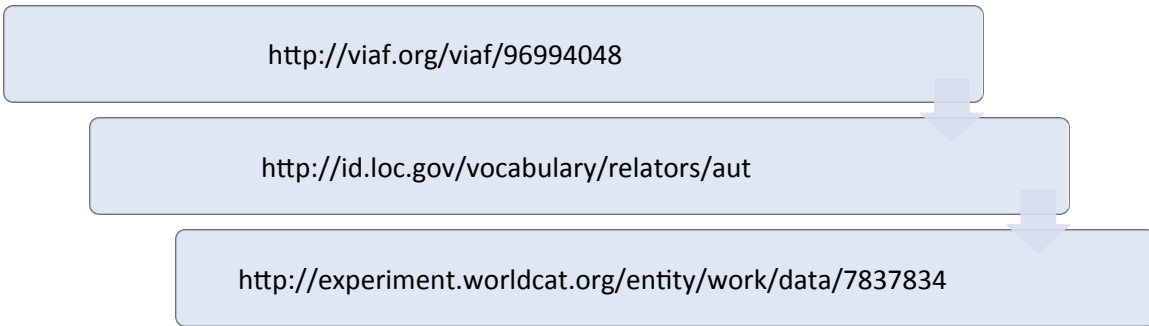 http://viaf.org/viaf/96994048
http://id.loc.gov/vocabulary/relators/aut
http://experiment.worldcat.org/entity/work/data/7837834